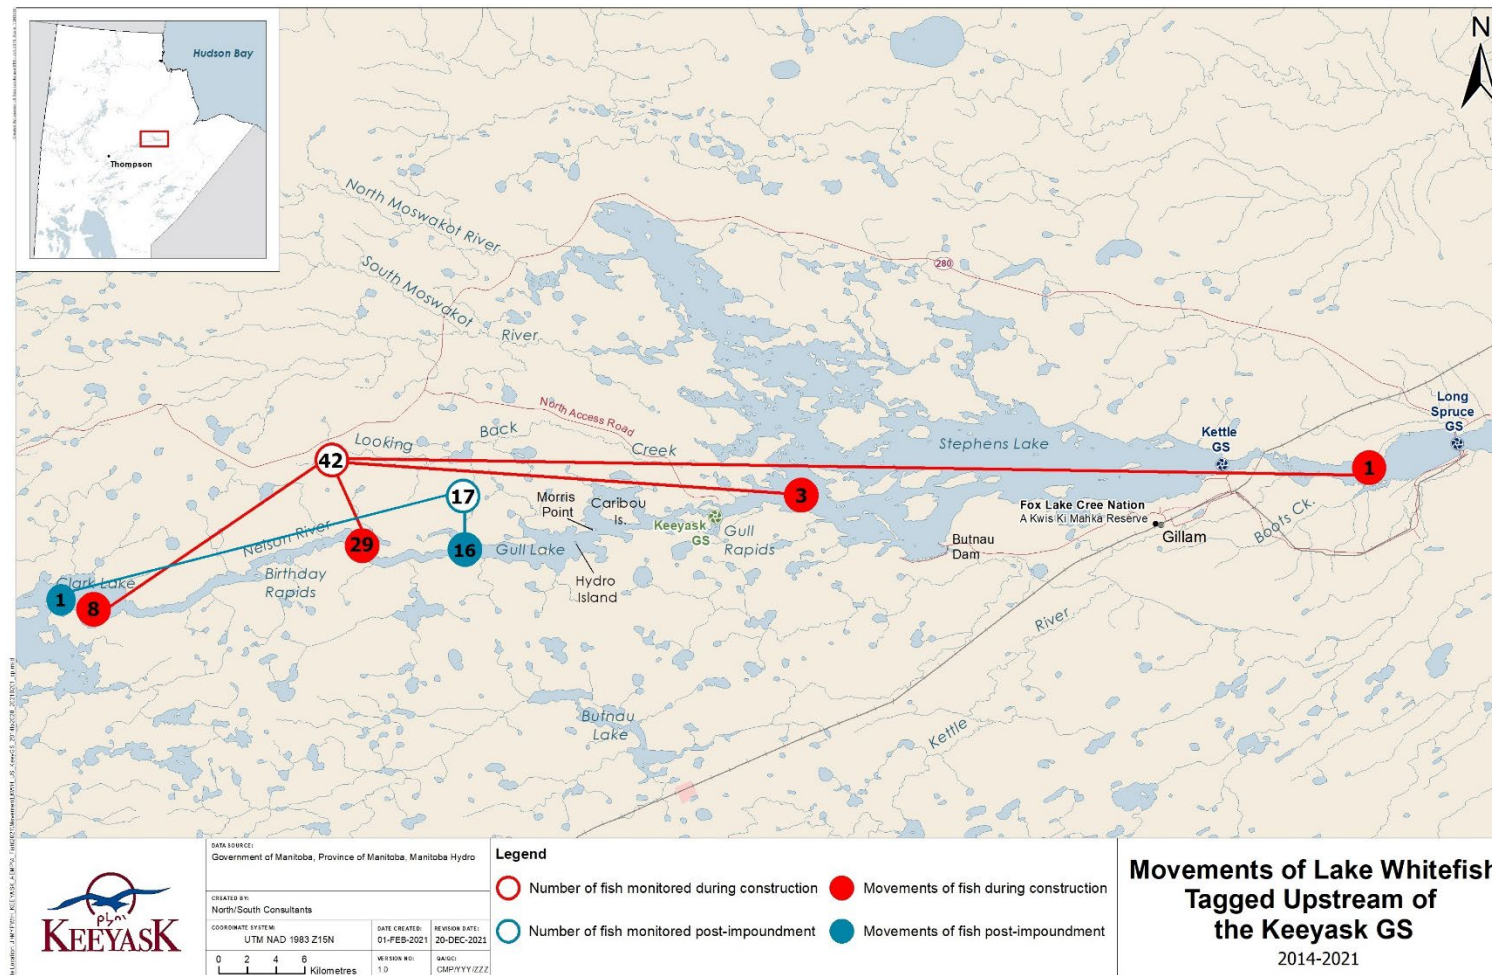 Hudson Bay
Thompson
N
North Moswakot River
South Moswakot
River
280
North Access Road
Looking
Back
Creek
Stephens Lake
Kettle
GS
Long
Spruce
GS
42
17
1
3
Morris
Point
Caribou
Is.
Keeyask
GS
Gull
Rapids
Fox Lake Cree Nation
A Kwis Ki Mahka Reserve
Gillam
Boots Ck.
Butnau
Dam
Nelson River
29
16
Gull Lake
Hydro
Island
Birthday
Rapids
Clark Lake
1
8
River
Kettle
Butnau
Lake
KEEYASK
DATA SOURCE:
Government of Manitoba, Province of Manitoba, Manitoba Hydro
CREATED BY:
North/South Consultants
COORDINATE SYSTEM:
UTM NAD 1983 Z15N
DATE CREATED:
01-FEB-2021
REVISION DATE:
20-DEC-2021
0 2 4 6
Kilometres
VERSION NO:
1.0
QA/QC:
CMP/YYY/ZZZ
Legend
Number of fish monitored during construction
Movements of fish during construction
Number of fish monitored post-impoundment
Movements of fish post-impoundment
Movements of Lake Whitefish
Tagged Upstream of
the Keeyask GS
2014-2021